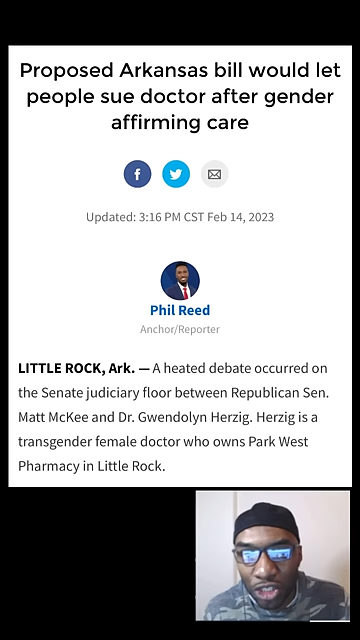 Proposed Arkansas bill would let
people sue doctor after gender
affirming care
Updated: 3:16 PM CST Feb 14, 2023
Phil Reed
Anchor/Reporter
LITTLE ROCK, Ark. — A heated debate occurred on
the Senate judiciary floor between Republican Sen.
Matt McKee and Dr. Gwendolyn Herzig. Herzig is a
transgender female doctor who owns Park West
Pharmacy in Little Rock.